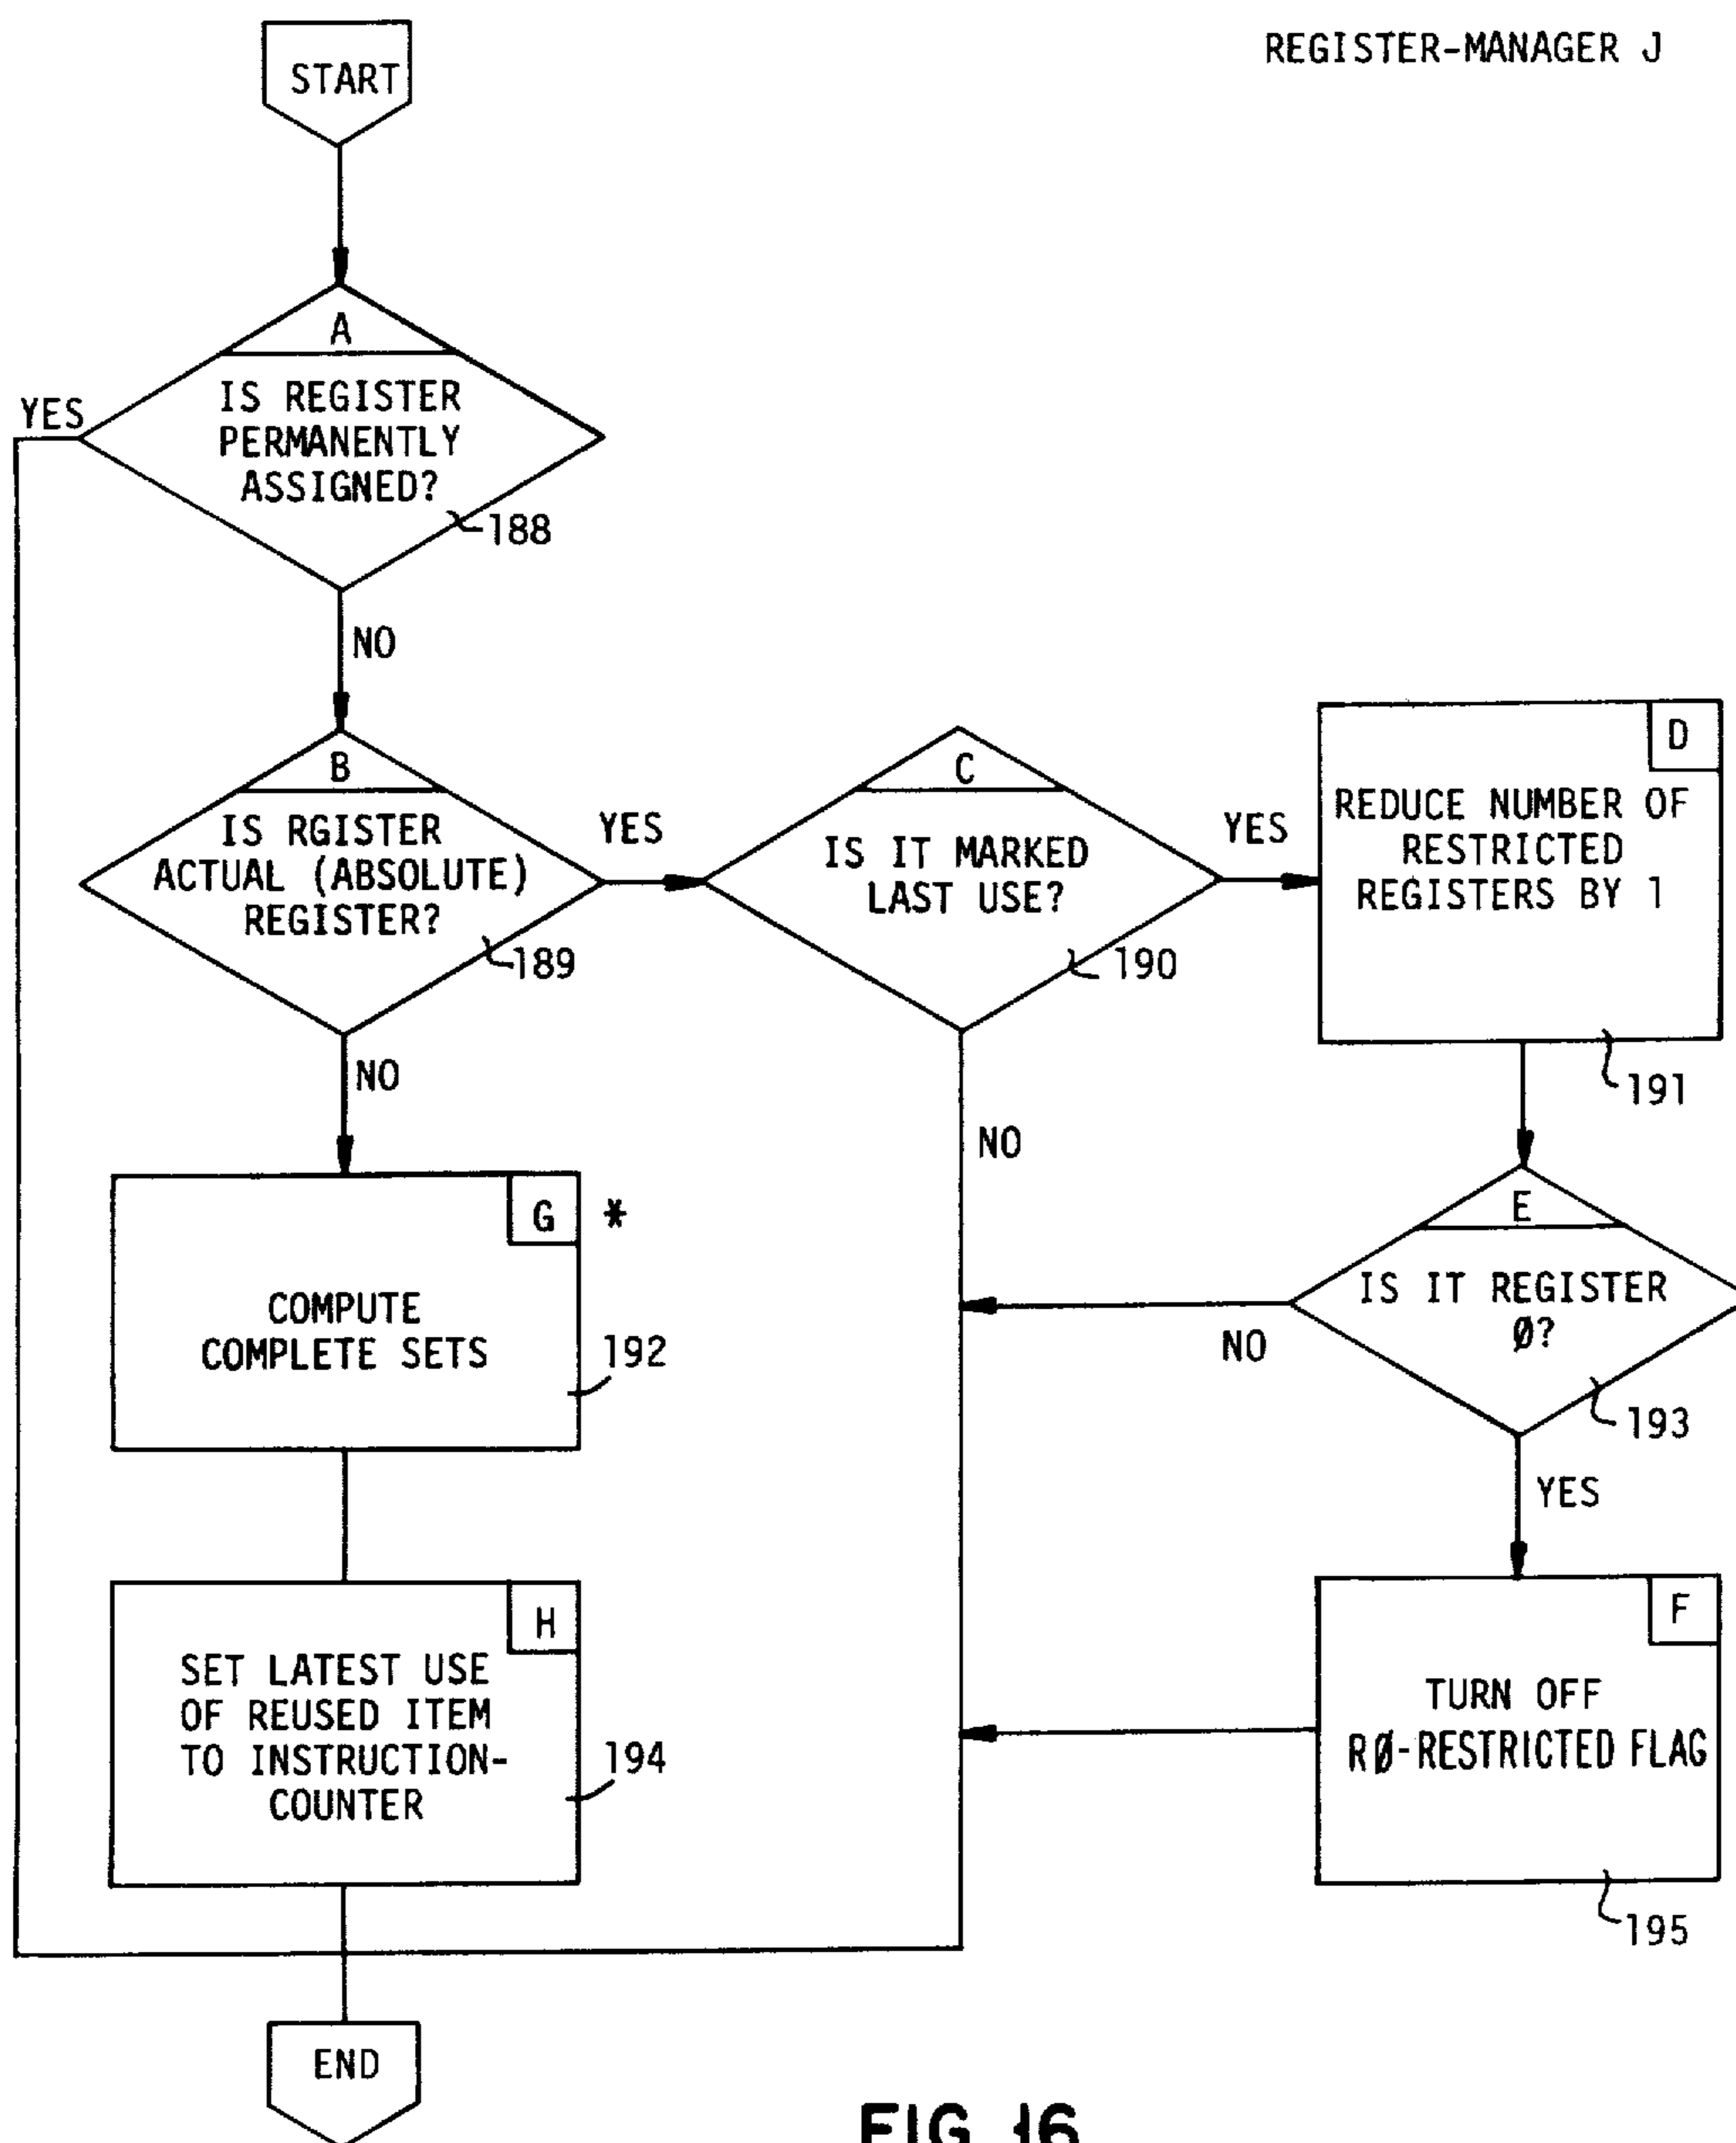 REGISTER-MANAGER J
START
A
IS REGISTER
PERMANENTLY
ASSIGNED?
188
YES
NO
B
IS RGISTER
ACTUAL (ABSOLUTE)
REGISTER?
189
YES
NO
C
IS IT MARKED
LAST USE?
190
YES
NO
D
REDUCE NUMBER OF
RESTRICTED
REGISTERS BY 1
191
E
IS IT REGISTER
Ø?
193
NO
YES
G *
COMPUTE
COMPLETE SETS
192
H
SET LATEST USE
OF REUSED ITEM
TO INSTRUCTION-
COUNTER
194
F
TURN OFF
RØ-RESTRICTED FLAG
195
END
FIG. 16